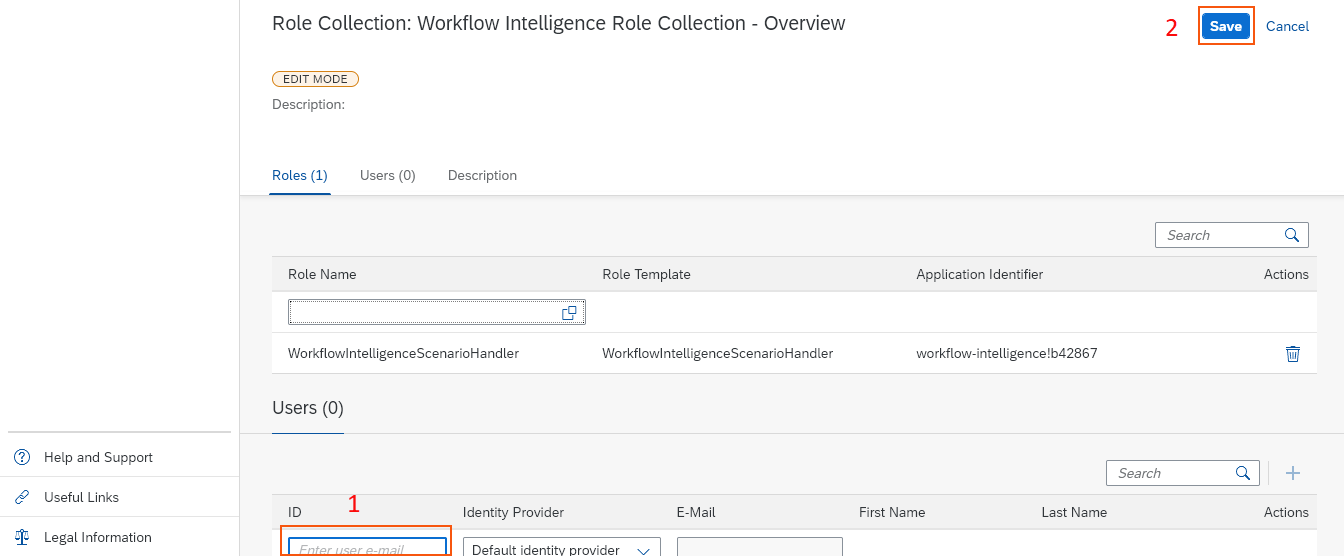 Role Collection: Workflow Intelligence Role Collection - Overview
2
Save
Cancel
EDIT MODE
Description:
Roles (1)
Users (0)
Description
Search
Role Name
Role Template
Application Identifier
Actions
WorkflowIntelligenceScenarioHandler
WorkflowIntelligenceScenarioHandler
workflow-intelligence!b42867
Users (0)
Search
1
ID
Identity Provider
E-Mail
First Name
Last Name
Actions
Enter user e-mail
Default identity provider
Help and Support
Useful Links
Legal Information